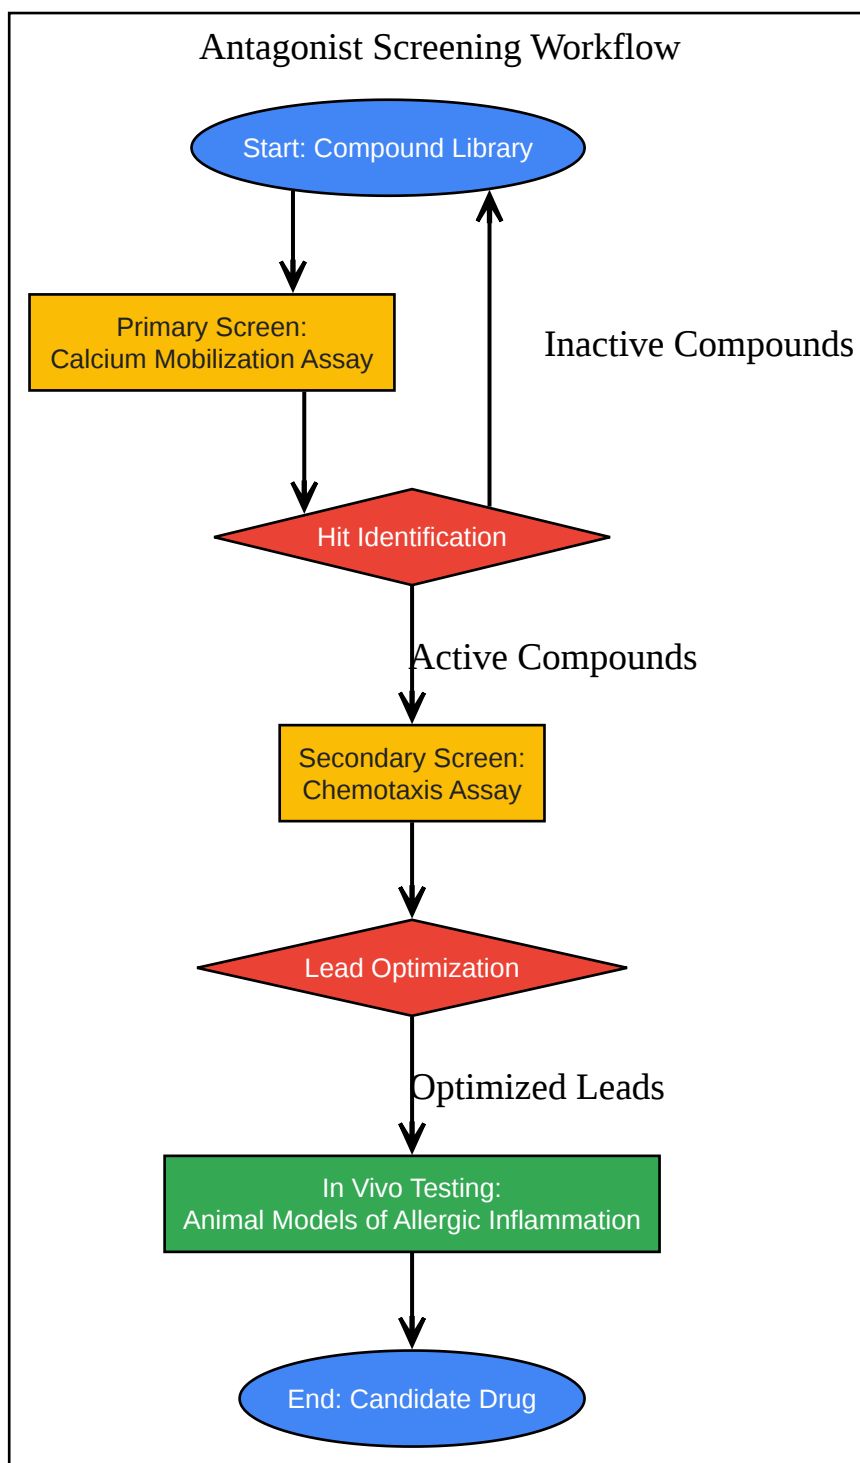 Antagonist Screening Workflow
Start: Compound Library
Primary Screen:
Calcium Mobilization Assay
Inactive Compounds
Hit Identification
Active Compounds
Secondary Screen:
Chemotaxis Assay
Lead Optimization
Optimized Leads
In Vivo Testing:
Animal Models of Allergic Inflammation
End: Candidate Drug